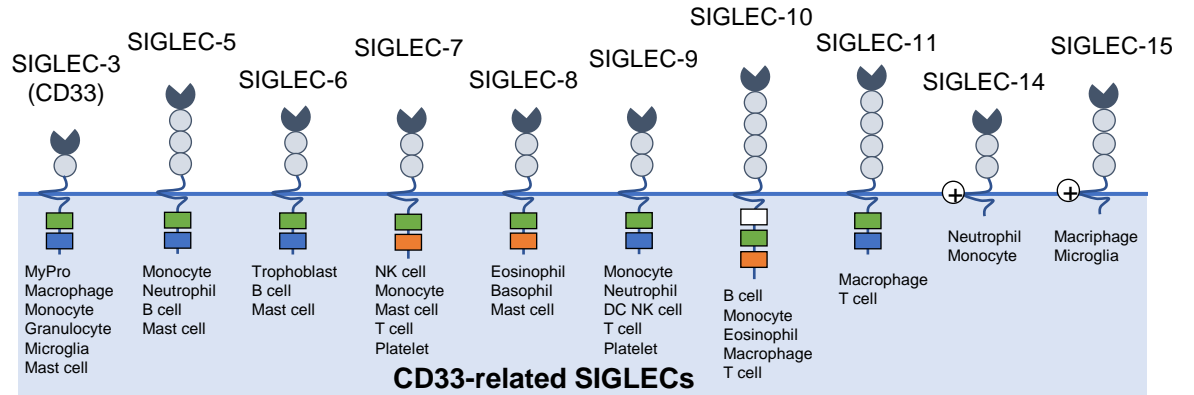 SIGLEC-3
(CD33)
SIGLEC-5
SIGLEC-6
SIGLEC-7
SIGLEC-8
SIGLEC-9
SIGLEC-10
SIGLEC-11
SIGLEC-14
SIGLEC-15
+
+
MyPro
Macrophage
Monocyte
Granulocyte
Microglia
Mast cell
Monocyte
Neutrophil
B cell
Mast cell
Trophoblast
B cell
Mast cell
NK cell
Monocyte
Mast cell
T cell
Platelet
Eosinophil
Basophil
Mast cell
Monocyte
Neutrophil
DC NK cell
T cell
Platelet
B cell
Monocyte
Eosinophil
Macrophage
T cell
Macrophage
T cell
Neutrophil
Monocyte
Macriphage
Microglia
CD33-related SIGLECs